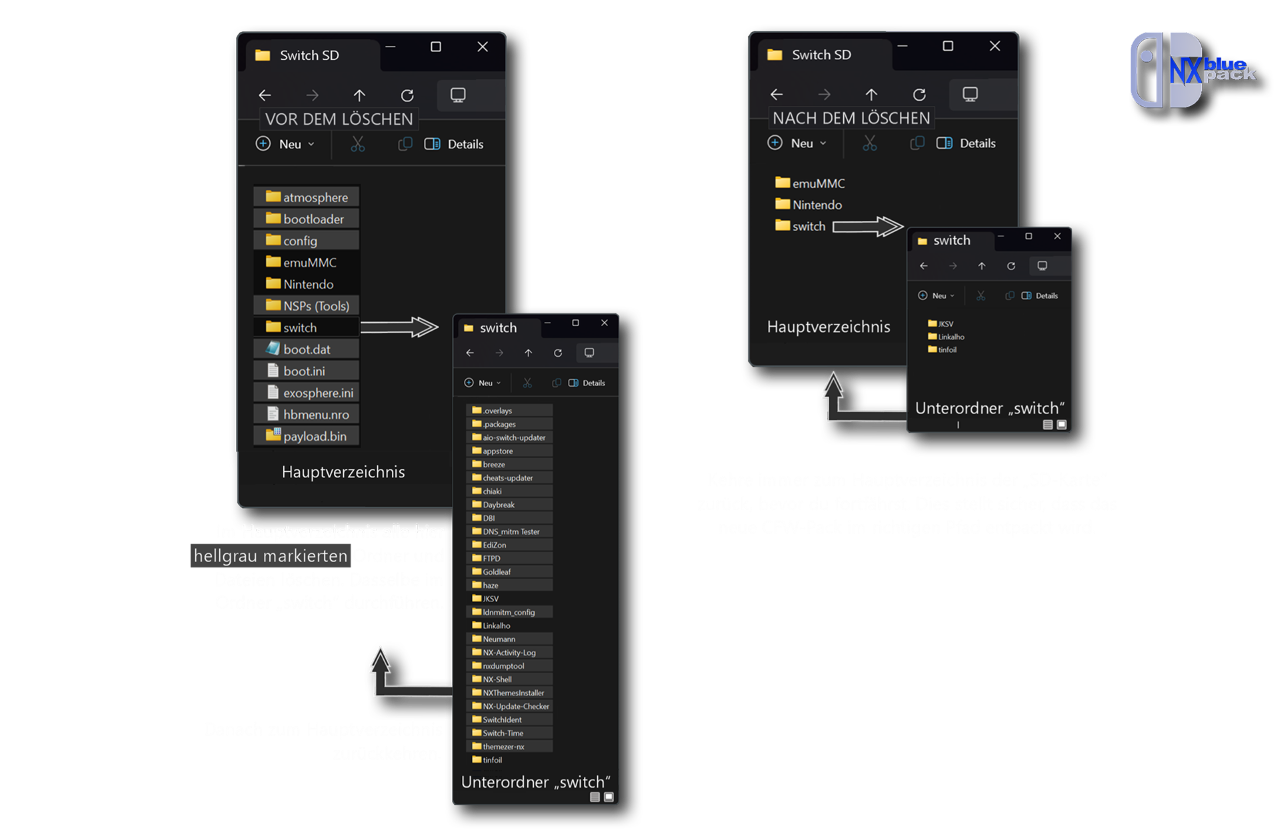 Switch SD
VOR DEM LÖSCHEN
Neu
Details
atmosphere
bootloader
config
emuMMC
Nintendo
NSPs (Tools)
switch
boot.dat
boot.ini
exosphere.ini
hbmenu.nro
payload.bin
Hauptverzeichnis
hellgrau markierten
switch
Neu
Details
.overlays
.packages
aio-switch-updater
appstore
breeze
cheats-updater
chiaki
Daybreak
DBI
DNS_mitm Tester
EdiZon
FTPD
Goldleaf
haze
JKSV
ldnmitm_config
Linkalho
Neumann
NX-Activity-Log
nxdumptool
NX-Shell
NXThemesInstaller
NX-Update-Checker
SwitchIdent
Switch-Time
themezer-nx
tinfoil
Unterordner „switch“
Switch SD
NACH DEM LÖSCHEN
Neu
Details
emuMMC
Nintendo
switch
Hauptverzeichnis
switch
Neu
Details
JKSV
Linkalho
tinfoil
Unterordner „switch“
NX blue
pack